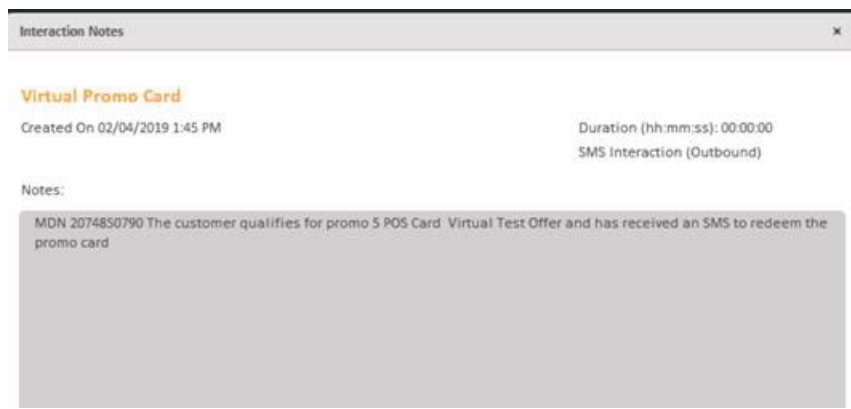 Interaction Notes ×
Virtual Promo Card
Created On 02/04/2019 1:45 PM
Duration (hh:mm:ss): 00:00:00
SMS Interaction (Outbound)
Notes:
MDN 2074850790 The customer qualifies for promo 5 POS Card  Virtual Test Offer and has received an SMS to redeem the
promo card